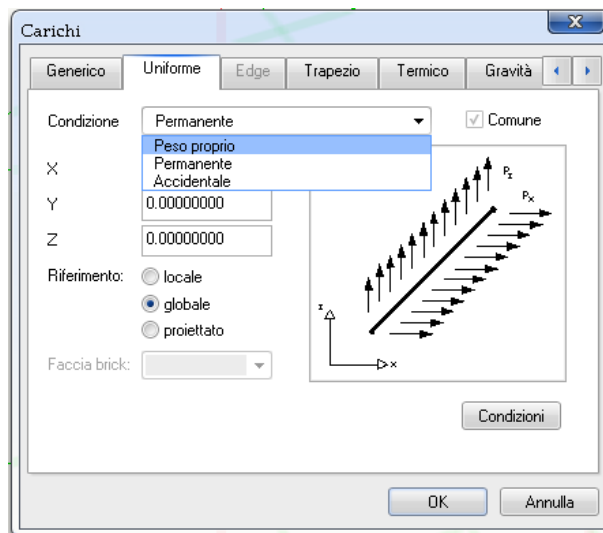 Carichi
Generico Uniforme Edge Trapezio Termico Gravità
Condizione Permanente Comune
Peso proprio
Permanente
Accidentale
X
Y 0.00000000
Z 0.00000000
Riferimento: locale
globale
proiettato
Faccia brick:
Pz
Px
z
x
Condizioni
OK Annulla